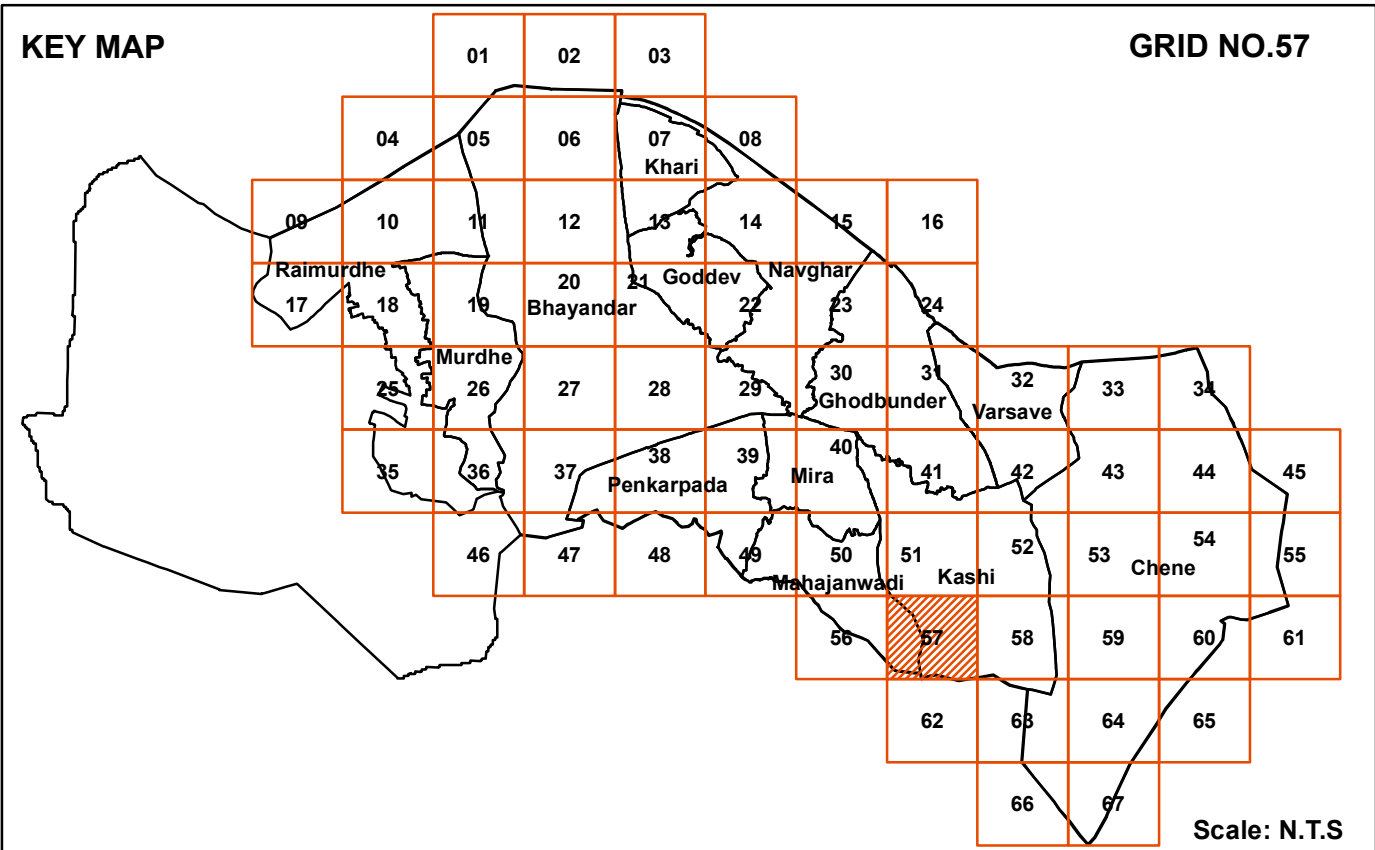 KEY MAP
GRID NO.57
01 02 03
04 05 06 07 08
Khari
09 10 11 12 13 14 15 16
Raimurdhe
Goddev
Navghar
17 18 19 20 21 22 23 24
Bhayandar
Murdhe
25 26 27 28 29 30 31 32 33 34
Ghodbunder
Varsave
35 36 37 38 39 40 41 42 43 44 45
Penkarpada
Mira
46 47 48 49 50 51 52 53 54 55
Mahajanwadi
Kashi
Chene
56 57 58 59 60 61
62 63 64 65
66 67
Scale: N.T.S